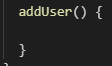 addUser() {
}